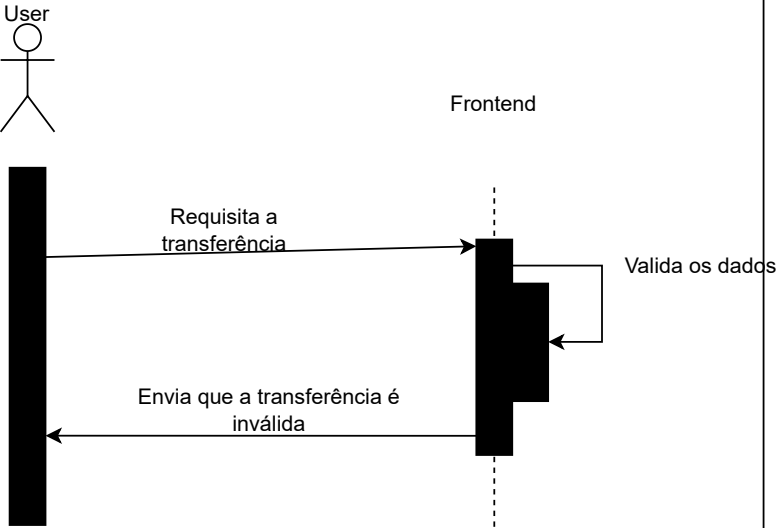 User
Frontend
Requisita a
transferência
Valida os dados
Envia que a transferência é
inválida